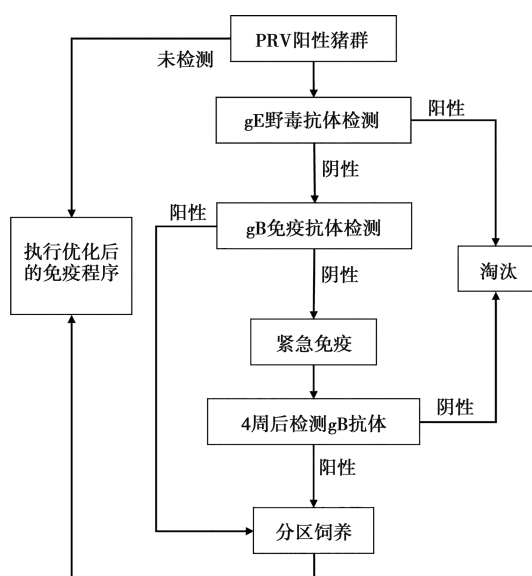 PRV阳性猪群
未检测
gE野毒抗体检测
阳性
阴性
阳性
gB免疫抗体检测
执行优化后
的免疫程序
淘汰
阴性
紧急免疫
4周后检测gB抗体
阴性
阳性
分区饲养